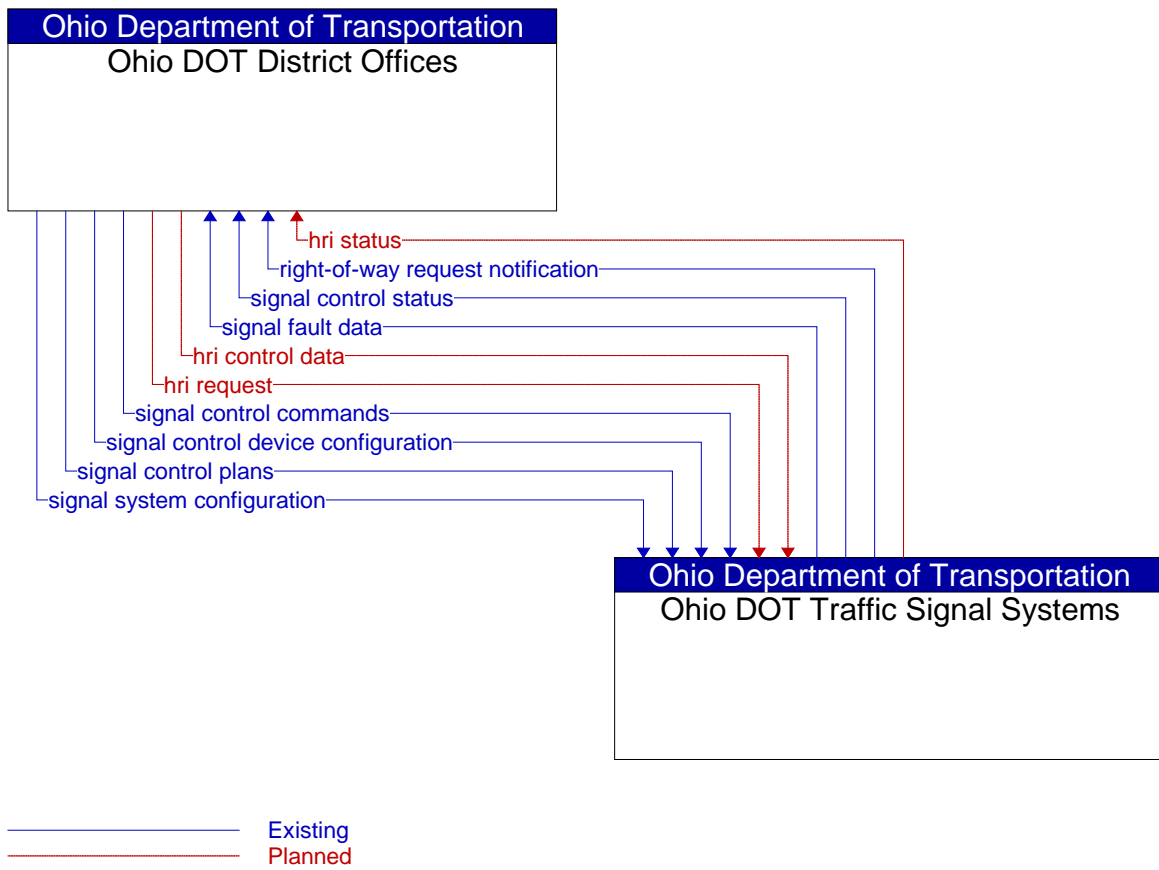 Ohio Department of Transportation
Ohio DOT District Offices
hri status
right-of-way request notification
signal control status
signal fault data
hri control data
hri request
signal control commands
signal control device configuration
signal control plans
signal system configuration
Ohio Department of Transportation
Ohio DOT Traffic Signal Systems
Existing
Planned